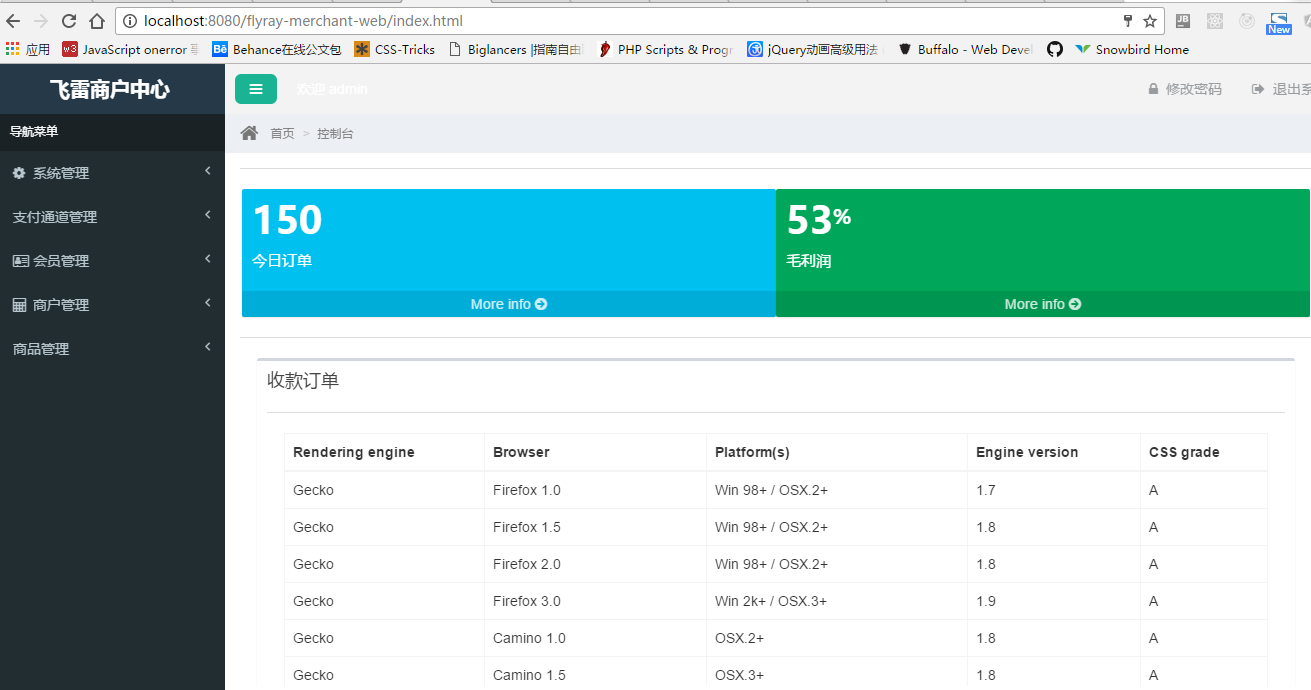 localhost:8080/flyray-merchant-web/index.html
应用 JavaScript onerror Behance在线公文包 CSS-Tricks Biglancers |指南自由 PHP Scripts & Progr jQuery动画高级用法 Buffalo - Web Deve Snowbird Home
New
飞雷商户中心
欢迎 admin
修改密码 退出系
导航菜单
首页 > 控制台
系统管理
支付通道管理
会员管理
商户管理
商品管理
150
今日订单
More info
53%
毛利润
More info
收款订单
Rendering engine Browser Platform(s) Engine version CSS grade
Gecko Firefox 1.0 Win 98+ / OSX.2+ 1.7 A
Gecko Firefox 1.5 Win 98+ / OSX.2+ 1.8 A
Gecko Firefox 2.0 Win 98+ / OSX.2+ 1.8 A
Gecko Firefox 3.0 Win 2k+ / OSX.3+ 1.9 A
Gecko Camino 1.0 OSX.2+ 1.8 A
Gecko Camino 1.5 OSX.3+ 1.8 A